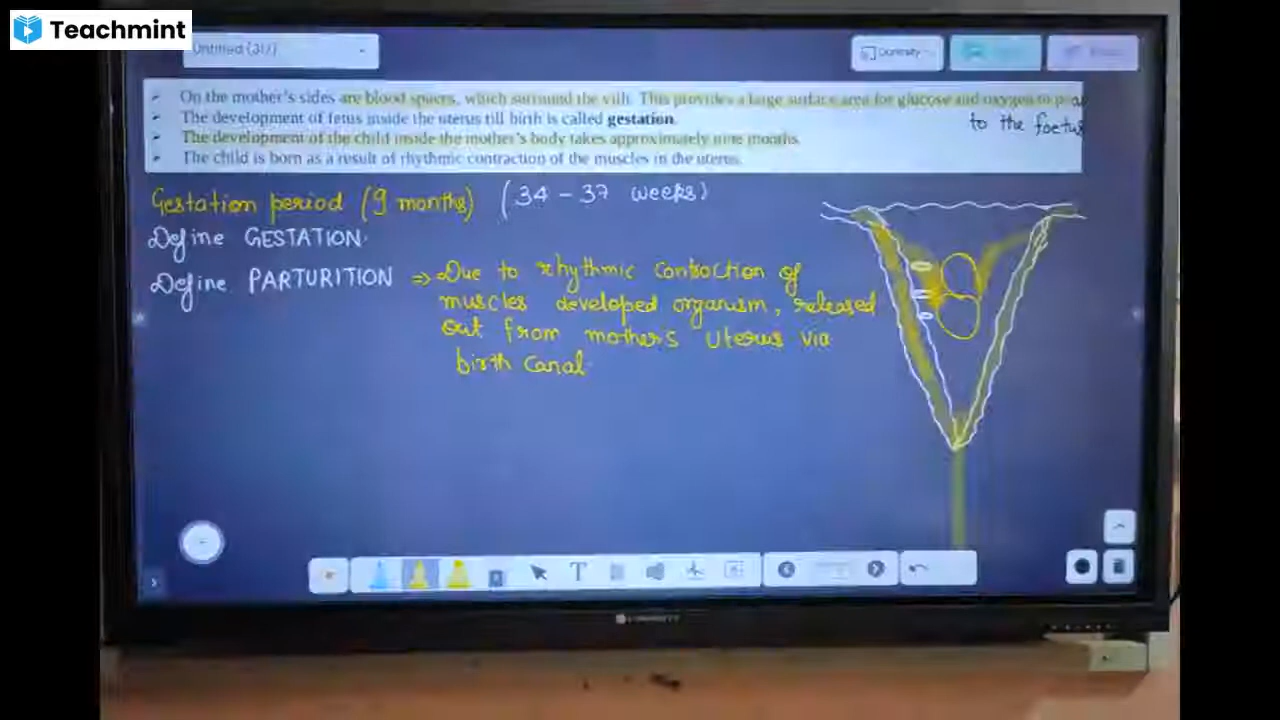 Teachmint
Untitled (317)
On the mother's sides are blood spaces, which surround the villi. This provides a large surface area for glucose and oxygen to pass
to the foetus
The development of fetus inside the uterus till birth is called gestation.
The development of the child inside the mother's body takes approximately nine months.
The child is born as a result of rhythmic contraction of the muscles in the uterus.
Gestation period (9 months) (34 - 37 weeks)
Define GESTATION.
Define PARTURITION ⇒ Due to rhythmic contraction of
muscles developed organism, released
out from mother's uterus via
birth canal
T